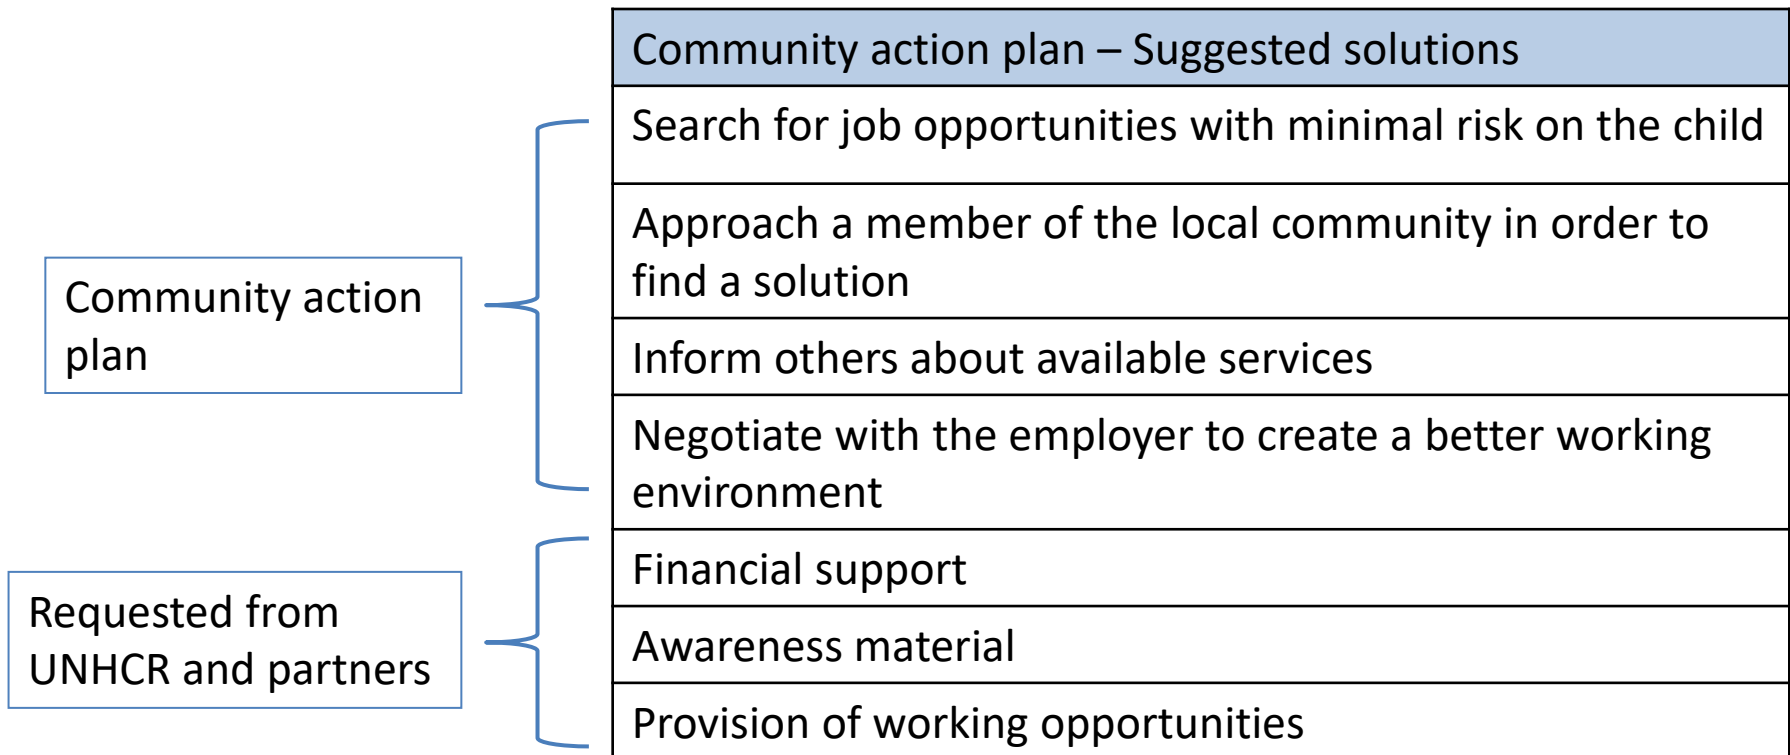 Community action plan – Suggested solutions
Search for job opportunities with minimal risk on the child
Approach a member of the local community in order to
find a solution
Inform others about available services
Negotiate with the employer to create a better working
environment
Financial support
Awareness material
Provision of working opportunities
Community action
plan
Requested from
UNHCR and partners